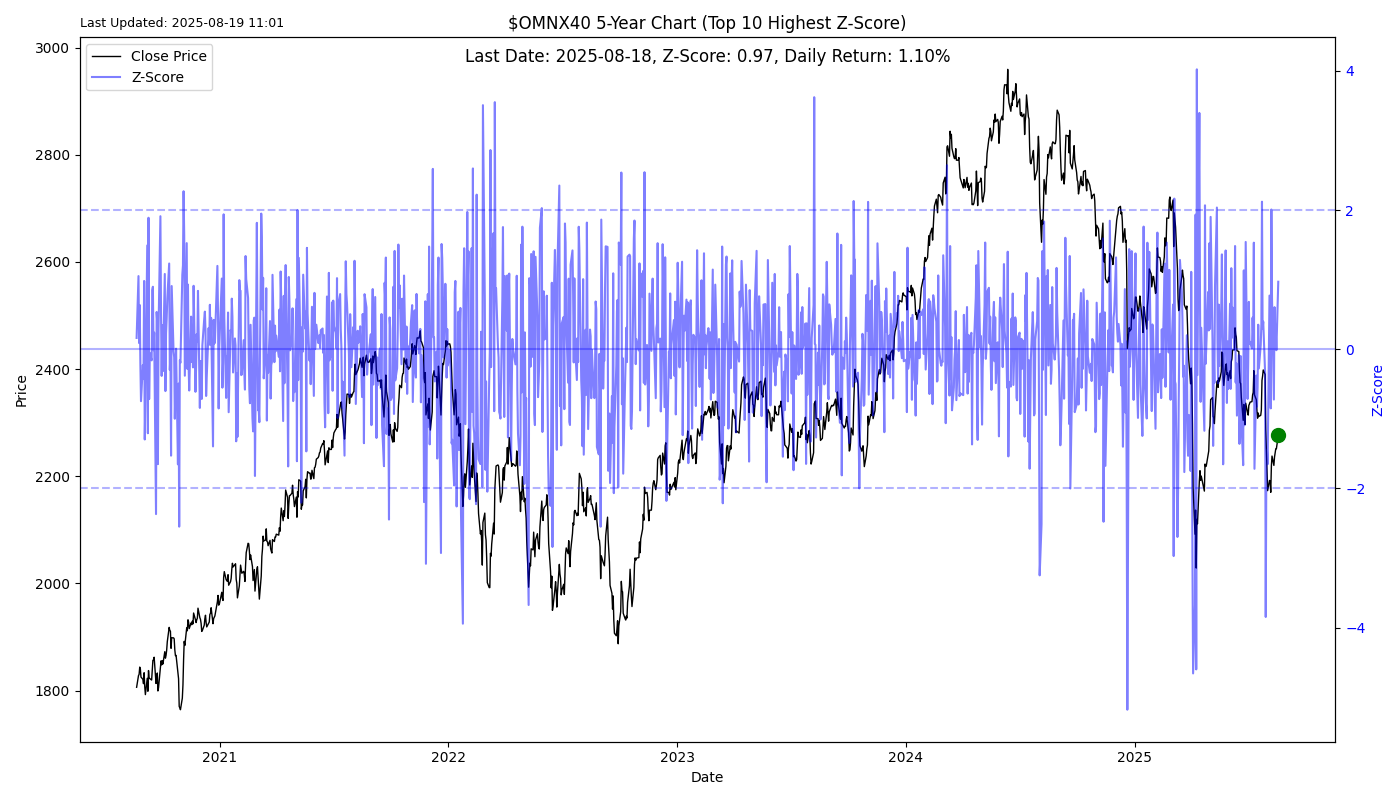 Last Updated: 2025-08-19 11:01
$OMNX40 5-Year Chart (Top 10 Highest Z-Score)
Last Date: 2025-08-18, Z-Score: 0.97, Daily Return: 1.10%
Close Price
Z-Score
3000
2800
2600
2400
2200
2000
1800
Price
4
2
0
−2
−4
Z-Score
2021
2022
2023
2024
2025
Date